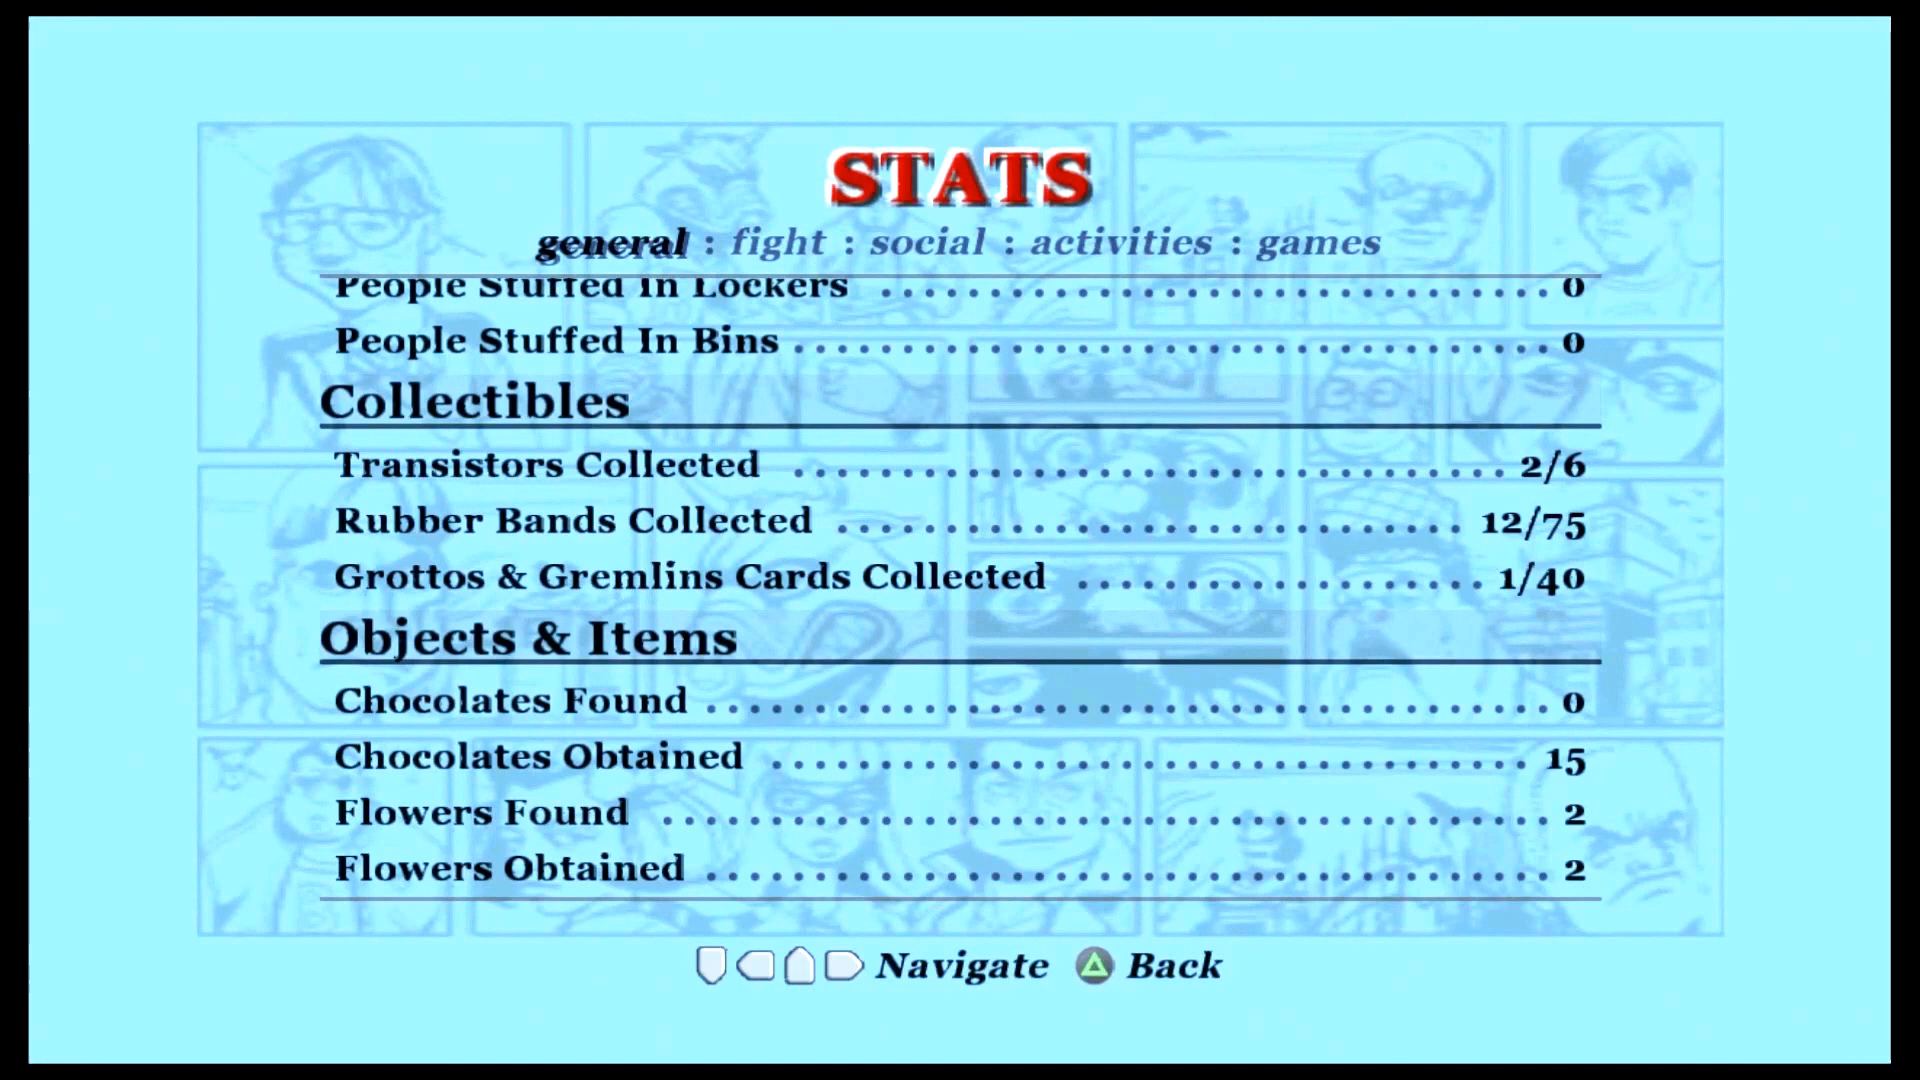 STATS
general : fight : social : activities : games
People Stuffed In Lockers 0
People Stuffed In Bins 0
Collectibles
Transistors Collected 2/6
Rubber Bands Collected 12/75
Grottos & Gremlins Cards Collected 1/40
Objects & Items
Chocolates Found 0
Chocolates Obtained 15
Flowers Found 2
Flowers Obtained 2
Navigate Back